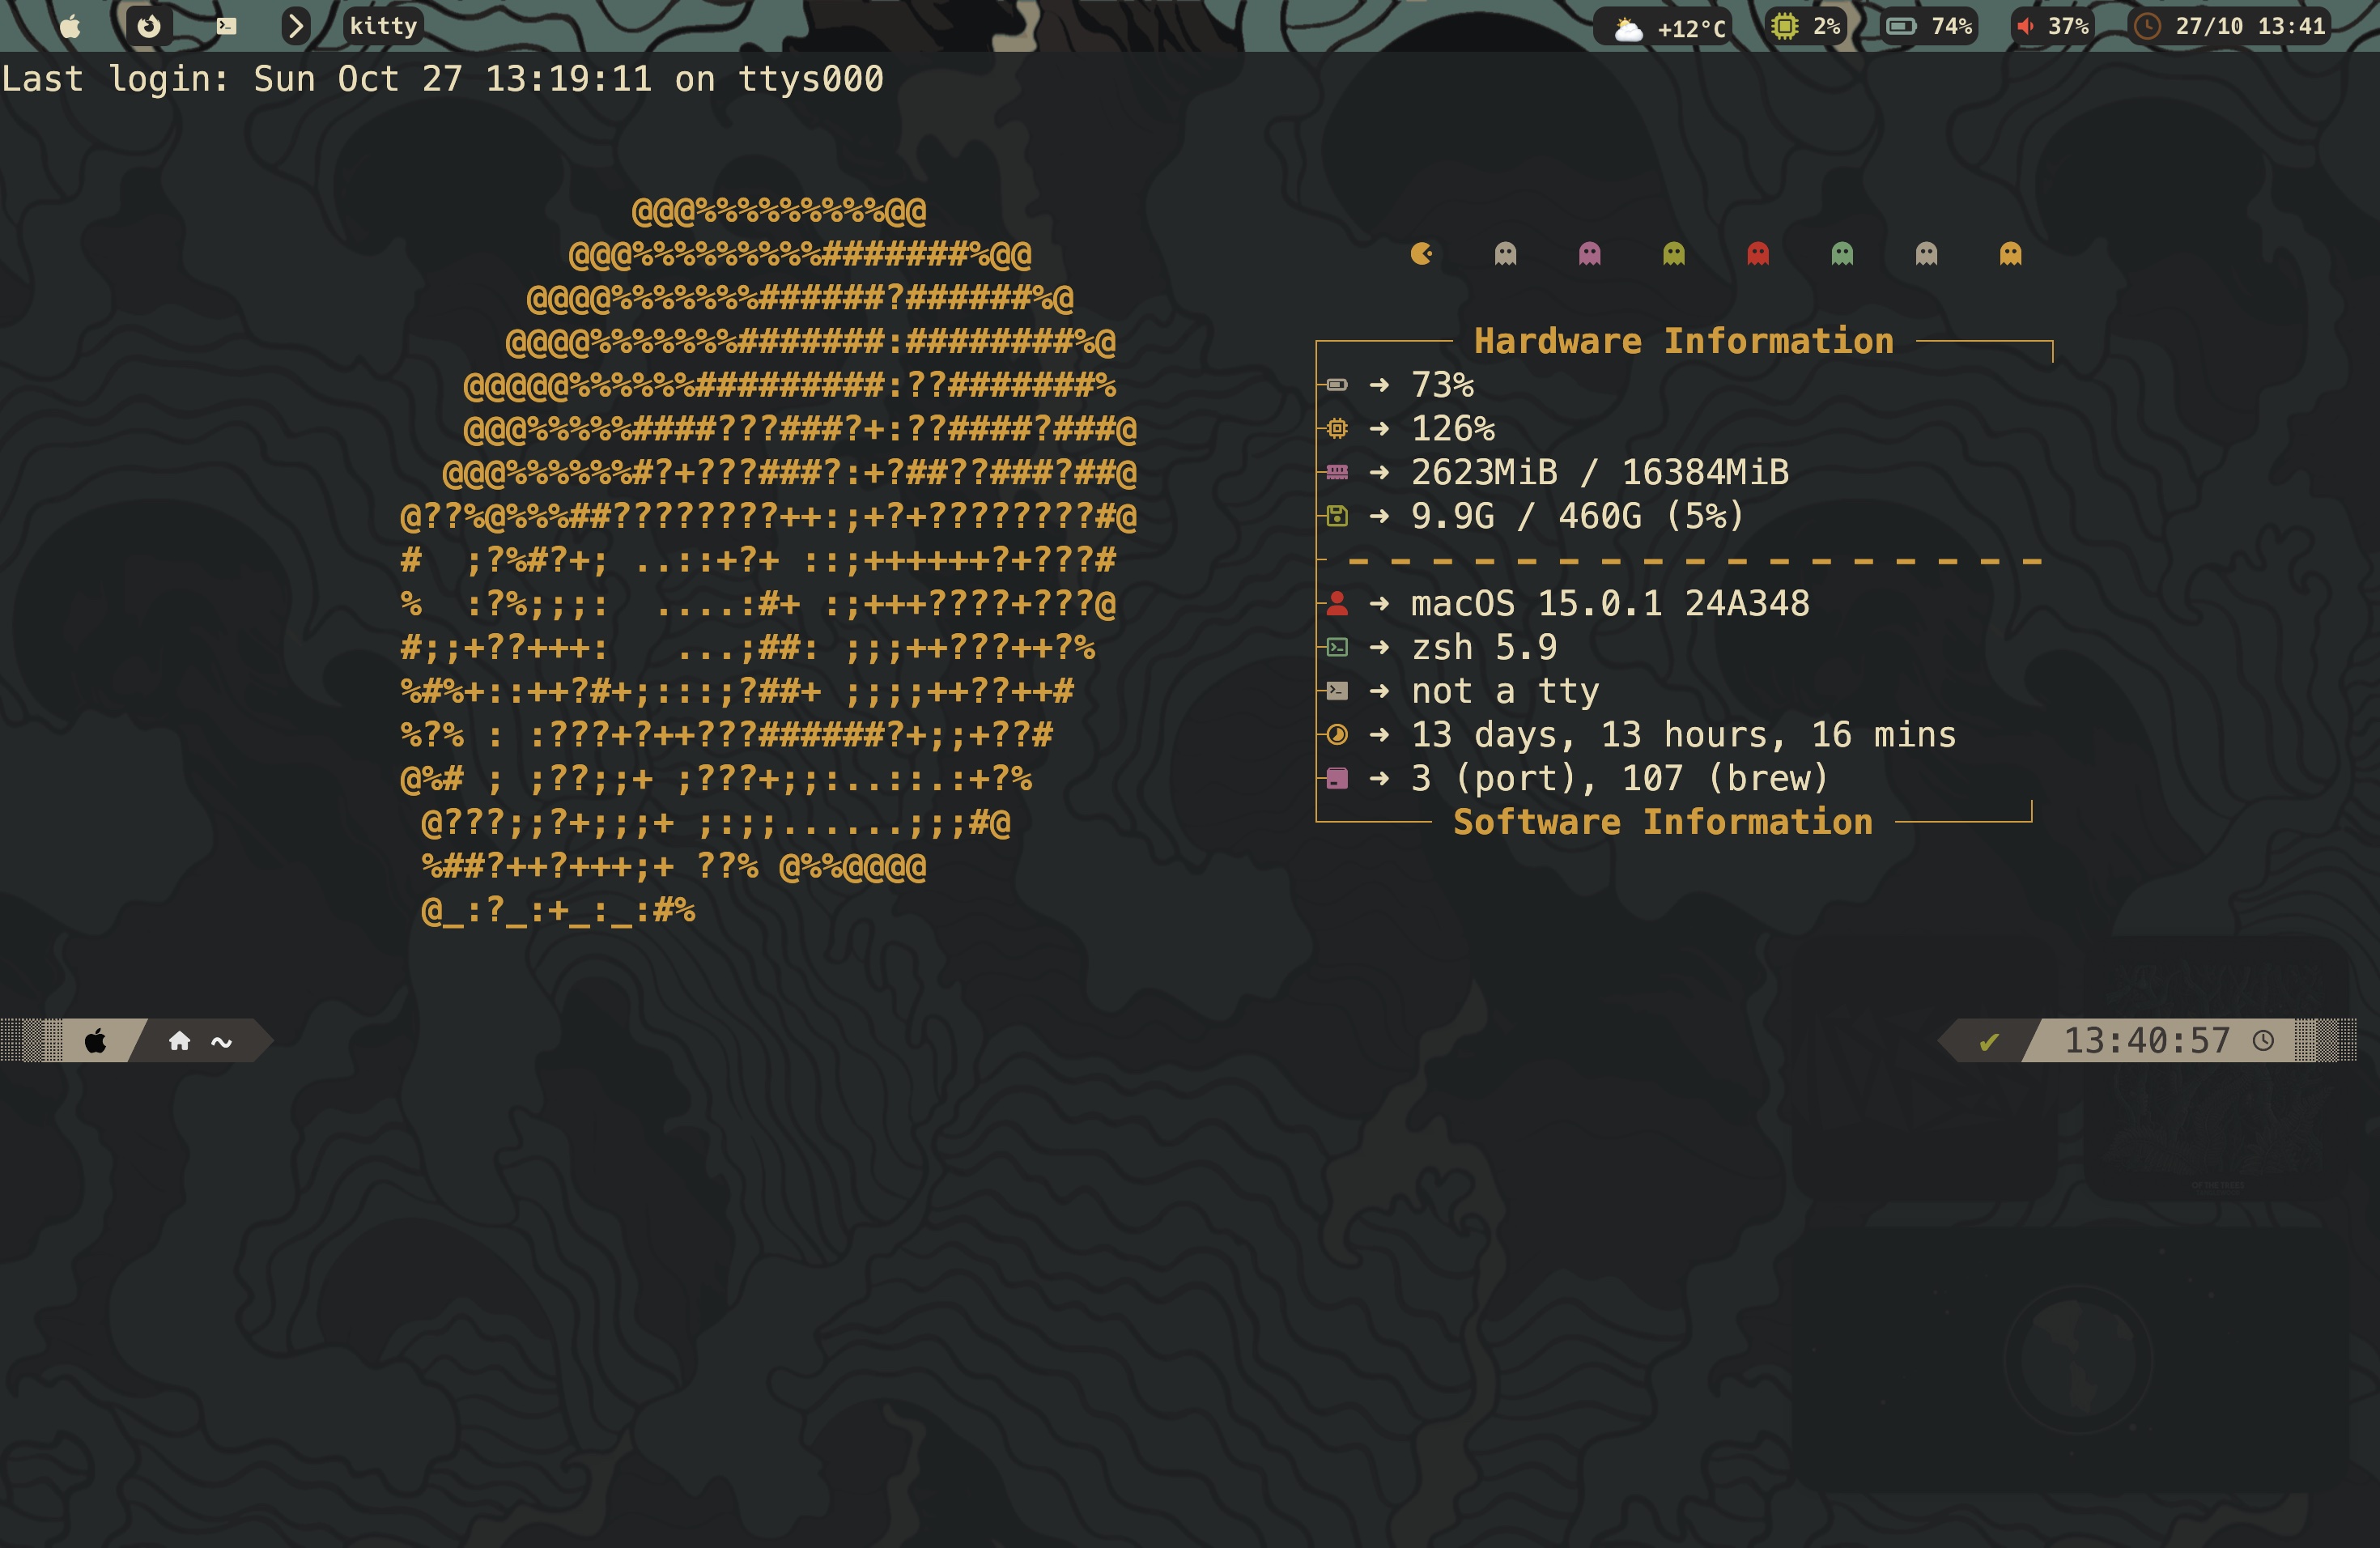 kitty
+12°C 2% 74% 37% 27/10 13:41
Last login: Sun Oct 27 13:19:11 on ttys000
@@@%%%%%%%%%@@
@@@%%%%%%%%%#######%@@
@@@@%%%%%%%######?######%@
@@@@%%%%%%%#######:########%@
@@@@@%%%%%%#########:??#######%
@@@%%%%%####???###?+:??####?###@
@@@%%%%%%#?+???###?:+?##??###?##@
@??%@%%%##????????++:;+?+????????#@
#  ;?%#?+; ..::+?+ ::;++++++?+???#
%  :?%;;;:  ....:#+ :;+++????+???@
#;;+??+++:   ...;##: ;;;++???++?%
%#%+::++?#+;:::;?##+ ;;;;++??++#
%?% : :???+?++???######?+;;+??#
@%# ; ;??;;+ ;???+;;:..::.:+?%
@???;;?+;;;+ ;:;;......;;;#@
%##?++?+++;+ ??% @%%@@@@
@_:?_:+_:_:#%
Hardware Information
➜ 73%
➜ 126%
➜ 2623MiB / 16384MiB
➜ 9.9G / 460G (5%)
➜ macOS 15.0.1 24A348
➜ zsh 5.9
➜ not a tty
➜ 13 days, 13 hours, 16 mins
➜ 3 (port), 107 (brew)
Software Information
~
✔ 13:40:57